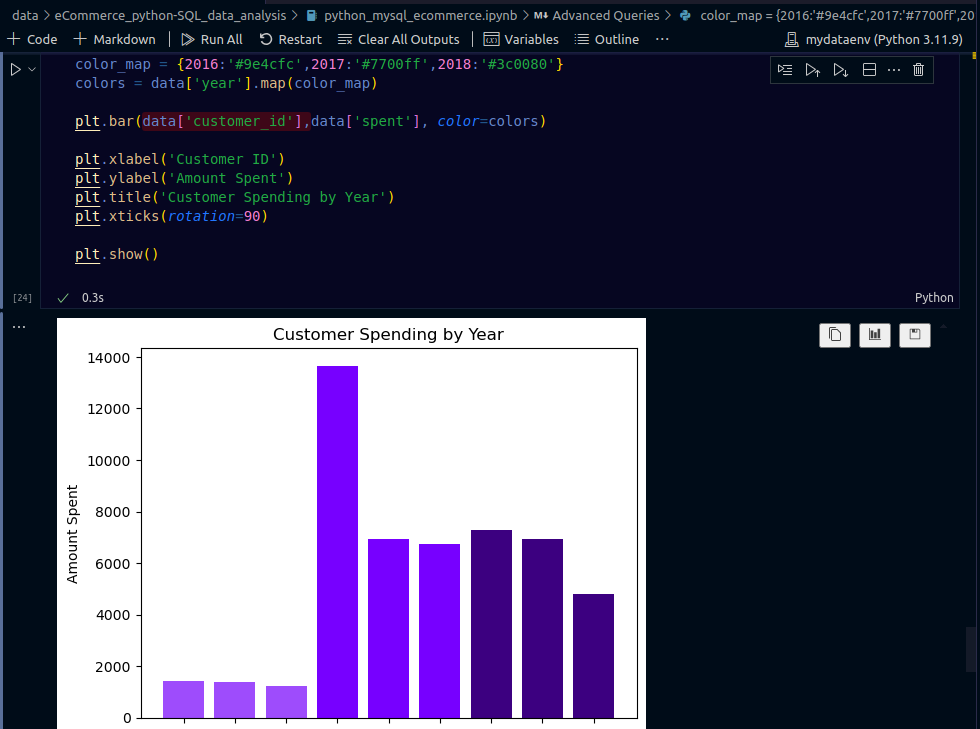 data > eCommerce_python-SQL_data_analysis > python_mysql_ecommerce.ipynb > M Advanced Queries > color_map = {2016:'#9e4cfc',2017:'#7700ff',20
+ Code + Markdown | Run All Restart Clear All Outputs | Variables Outline ... mydataenv (Python 3.11.9)
color_map = {2016:'#9e4cfc',2017:'#7700ff',2018:'#3c0080'}
colors = data['year'].map(color_map)
plt.bar(data['customer_id'],data['spent'], color=colors)
plt.xlabel('Customer ID')
plt.ylabel('Amount Spent')
plt.title('Customer Spending by Year')
plt.xticks(rotation=90)
plt.show()
[24] ✓ 0.3s Python
Customer Spending by Year
14000
12000
10000
8000
6000
4000
2000
0
Amount Spent